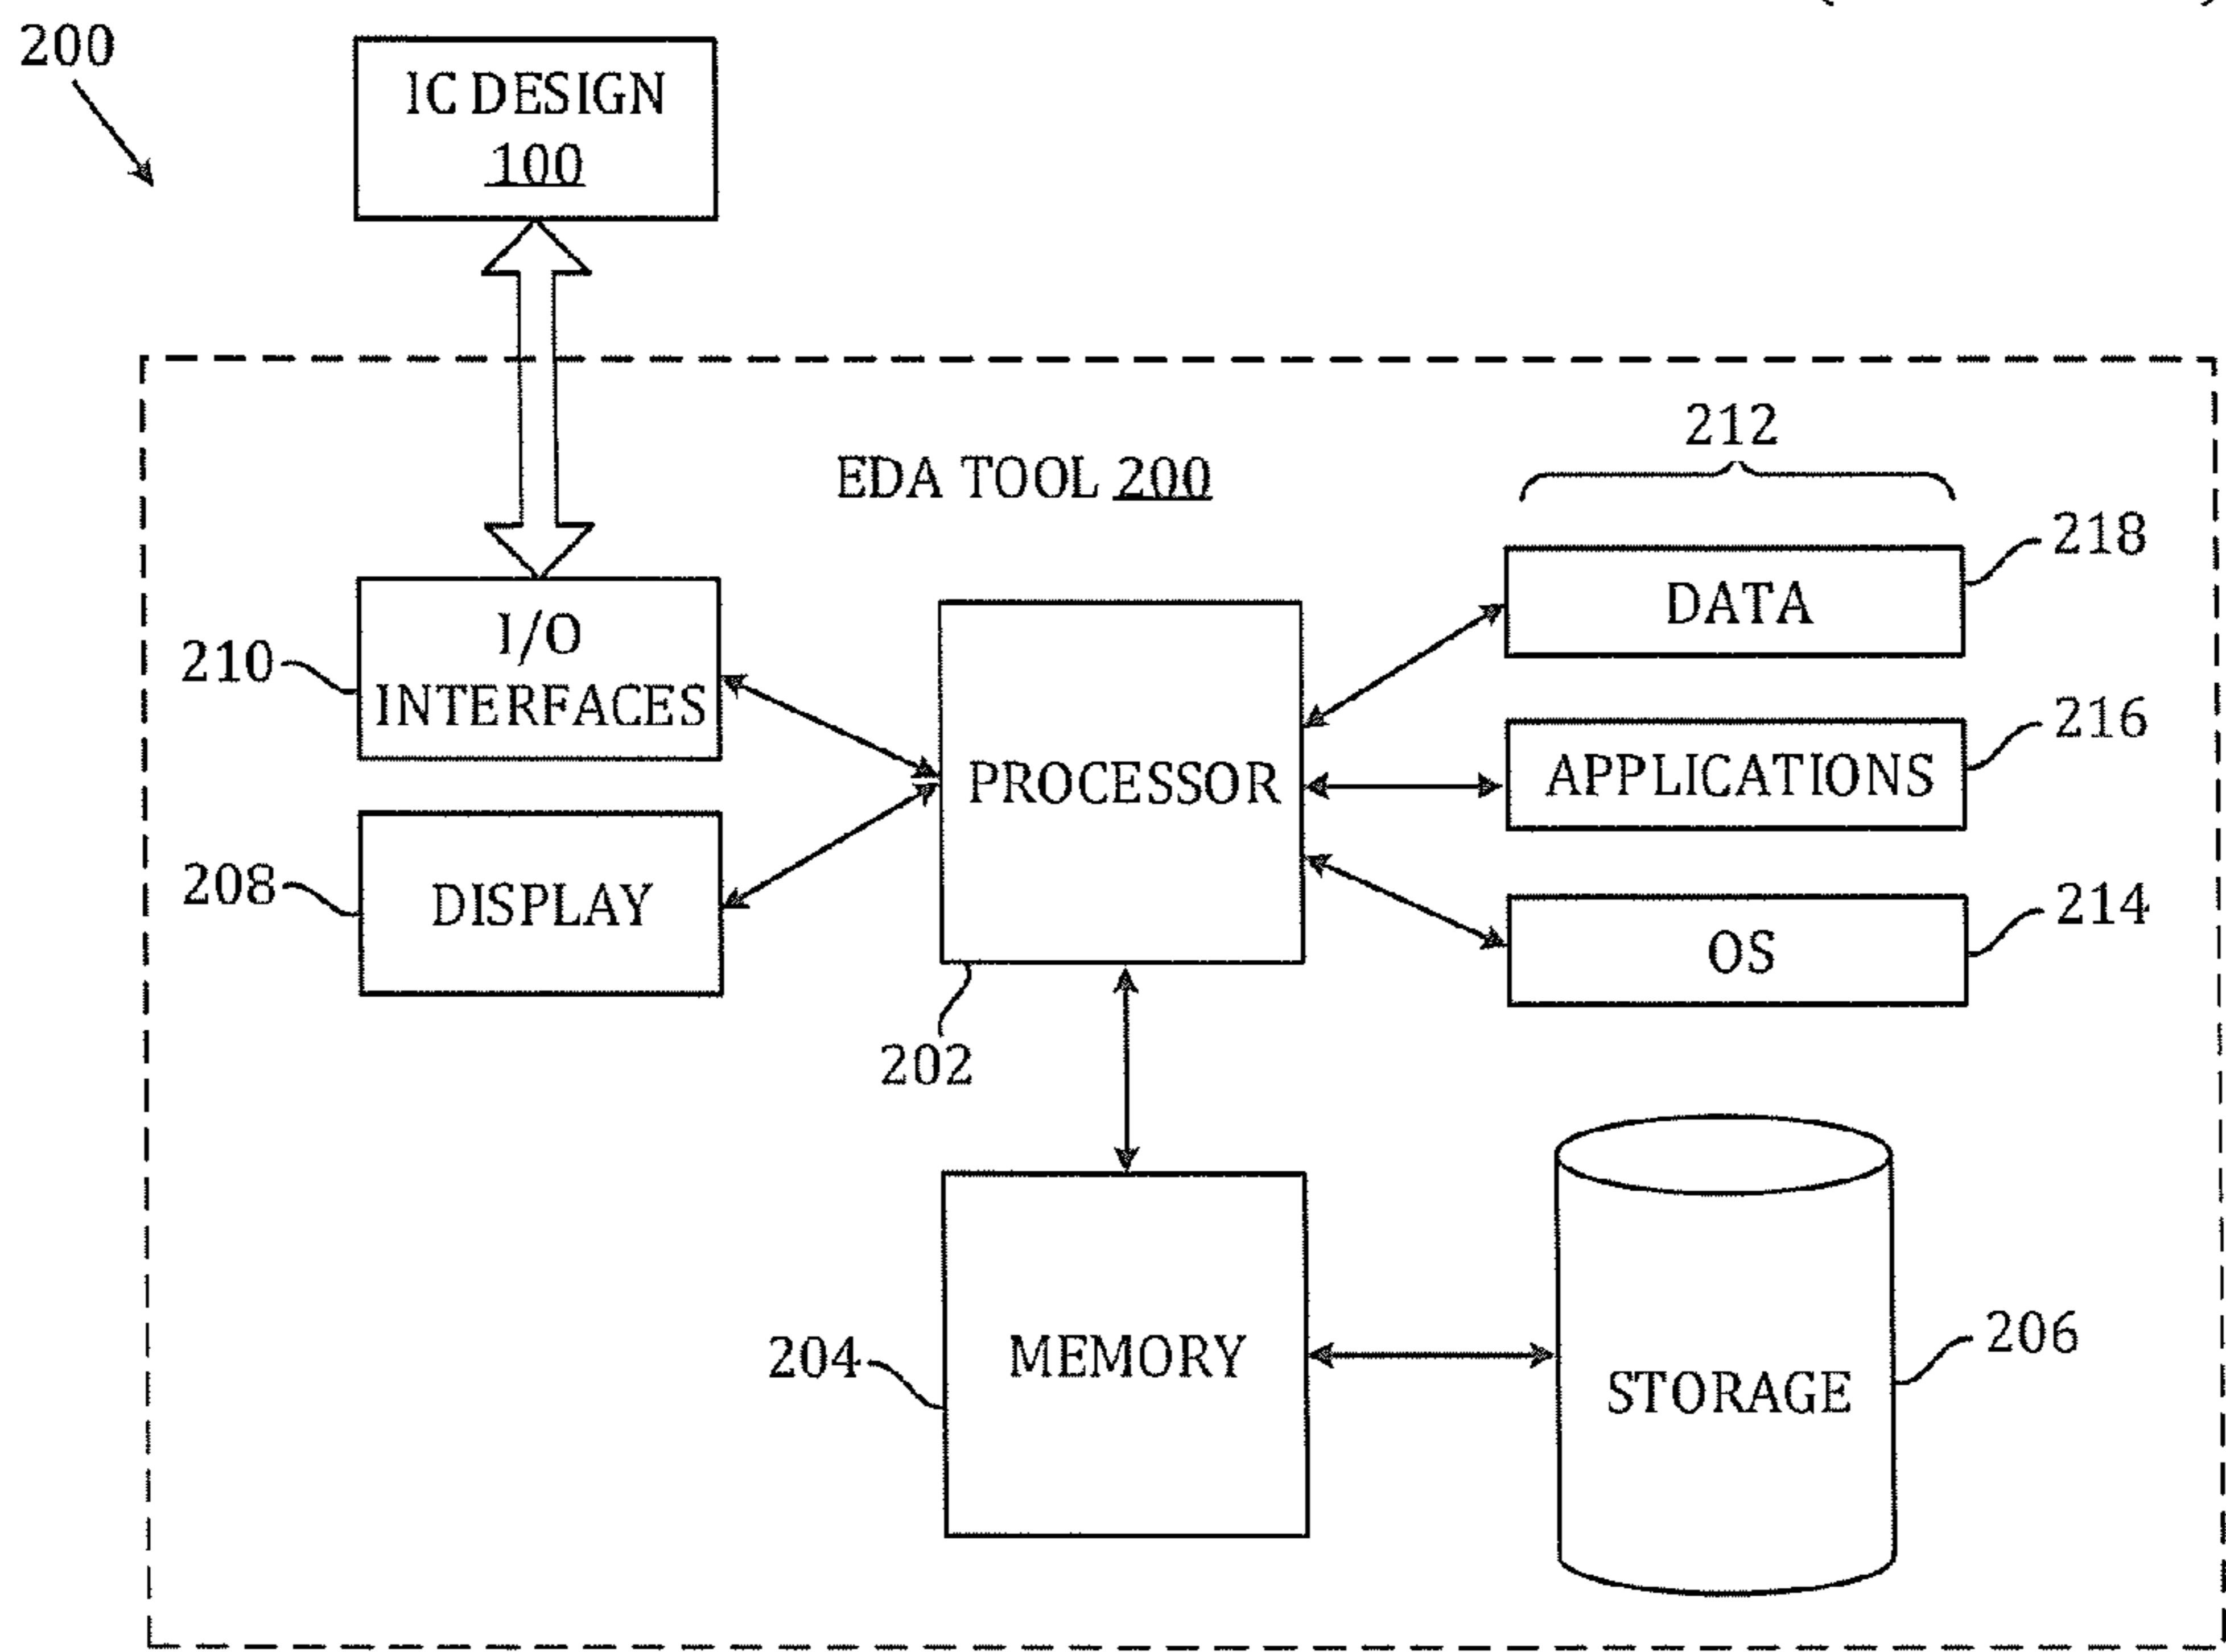 200
IC DESIGN
100
EDA TOOL 200
212
218
DATA
I/O
INTERFACES
210
216
APPLICATIONS
PROCESSOR
208
DISPLAY
214
OS
202
204
MEMORY
206
STORAGE